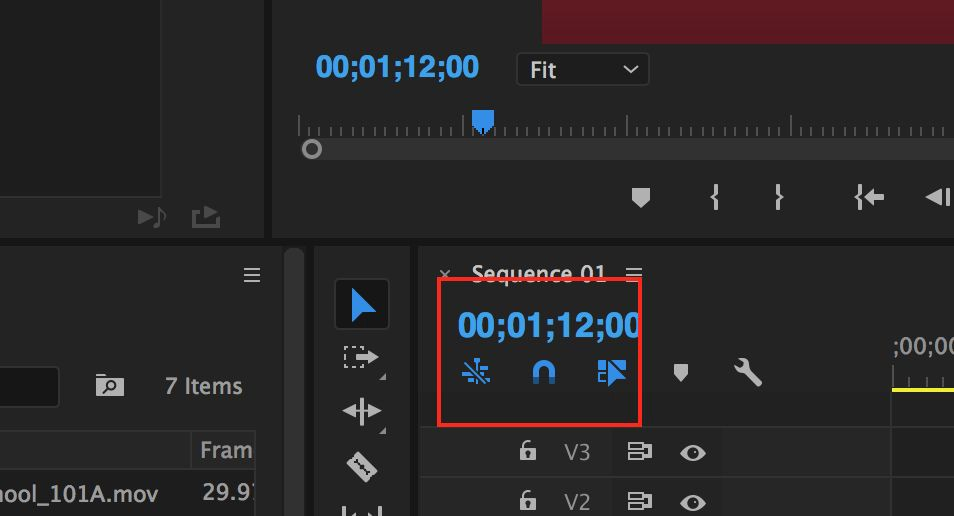 00;01;12;00
Fit
Sequence 01
00;01;12;00
;00;00
7 Items
V3
Fram
V2
ool_101A.mov
29.9